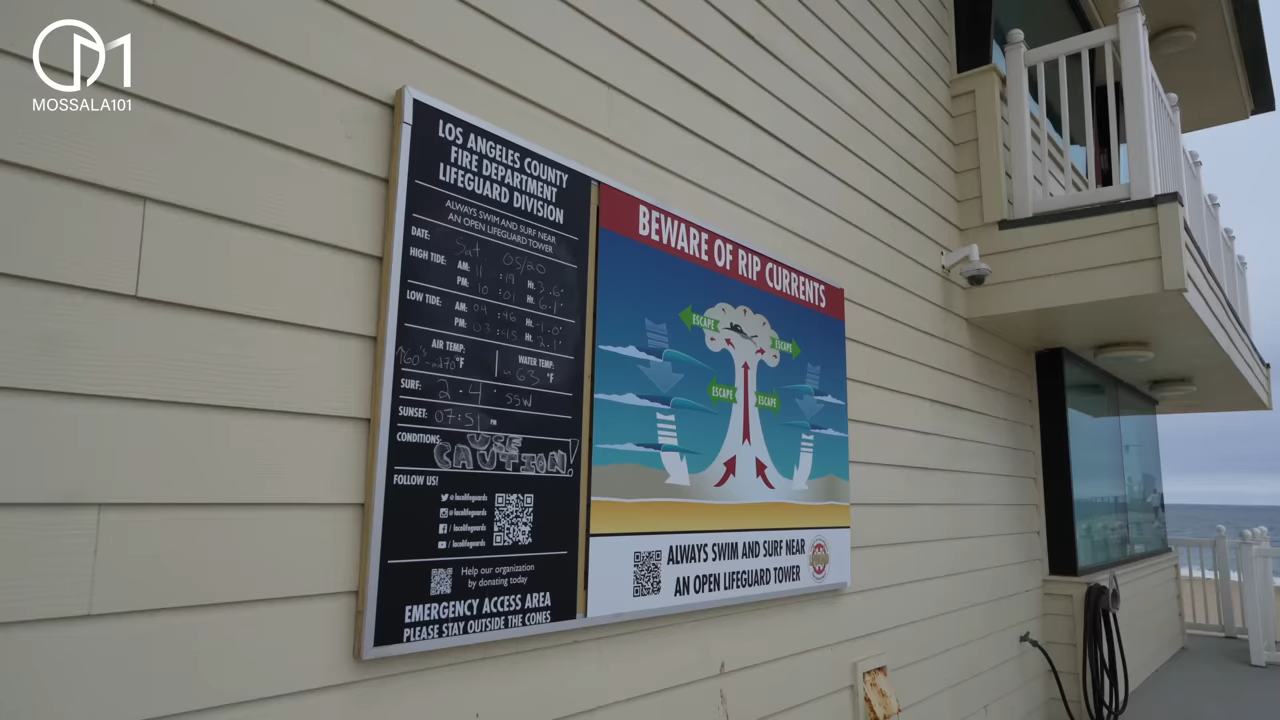 MOSSALA101
LOS ANGELES COUNTY
FIRE DEPARTMENT
LIFEGUARD DIVISION
ALWAYS SWIM AND SURF NEAR
AN OPEN LIFEGUARD TOWER
DATE: Sat 05/20
HIGH TIDE: AM: 11 :19 Ht. 3.6'
PM: 10 :01 Ht. 6.1'
LOW TIDE: AM: 04 :46 Ht. -1.0'
PM: 03 :45 Ht. 2.1'
AIR TEMP:
°F
WATER TEMP:
63 °F
SURF: 2-4' SSW
SUNSET: 07:51 PM
CONDITIONS: USE
CAUTION!
FOLLOW US!
@lacolifeguards
@lacolifeguards
/ lacolifeguards
/ lacolifeguards
Help our organization
by donating today
EMERGENCY ACCESS AREA
PLEASE STAY OUTSIDE THE CONES
BEWARE OF RIP CURRENTS
ESCAPE
ESCAPE
ESCAPE
ESCAPE
ALWAYS SWIM AND SURF NEAR
AN OPEN LIFEGUARD TOWER